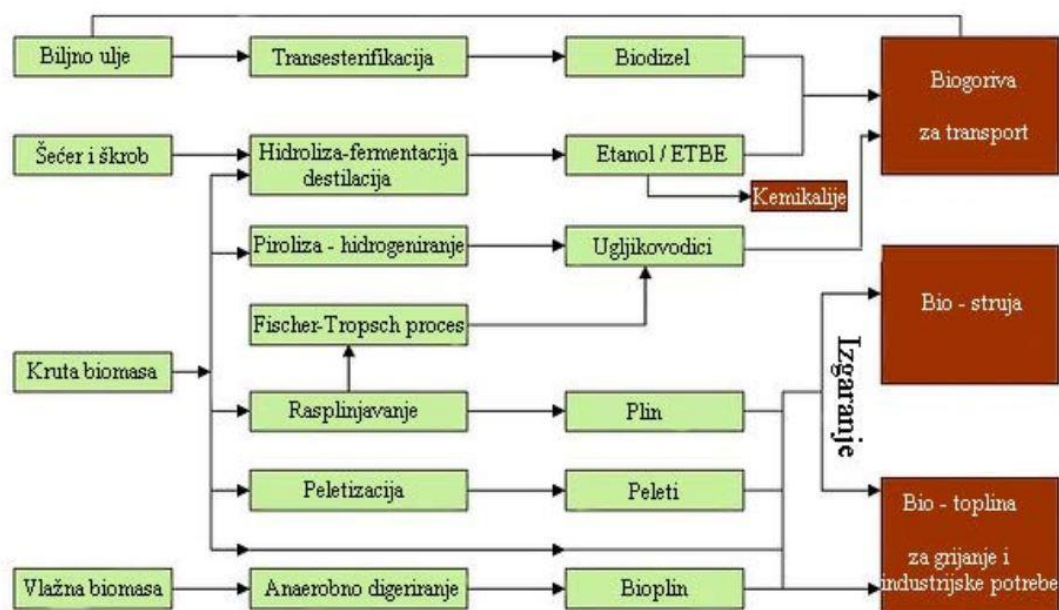 Biljno ulje
Transesterifikacija
Biodizel
Biogoriva
za transport
Šećer i škrob
Hidroliza-fermentacija
destilacija
Etanol / ETBE
Kemikalije
Piroliza - hidrogeniranje
Ugljikovodici
Bio - struja
Fischer-Tropsch proces
Izgaranje
Kruta biomasa
Rasplinjavanje
Plin
Peletizacija
Peleti
Bio - toplina
za grijanje i
industrijske potrebe
Vlažna biomasa
Anaerobno digeriranje
Bioplin